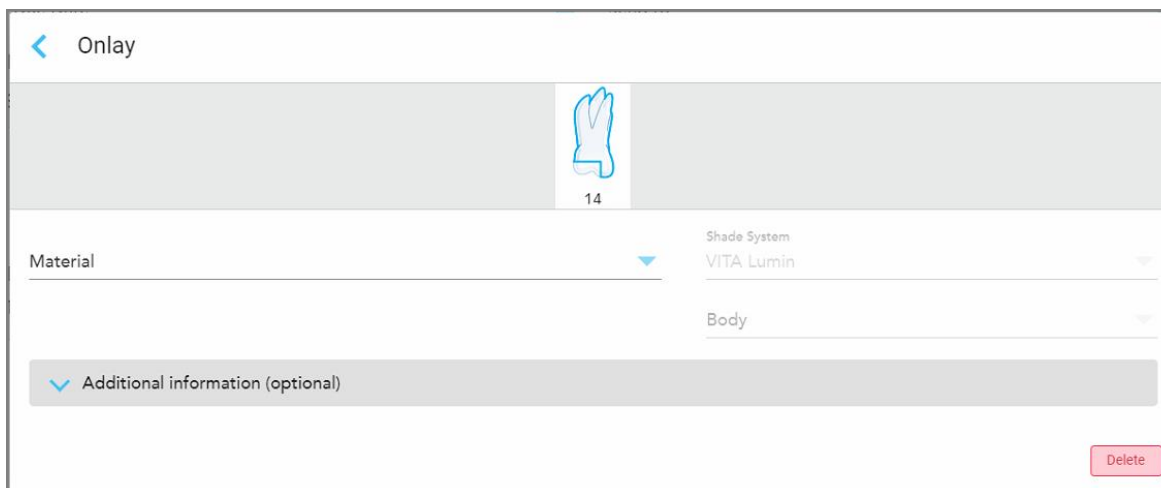 Onlay
14
Material
Shade System
VITA Lumin
Body
Additional information (optional)
Delete